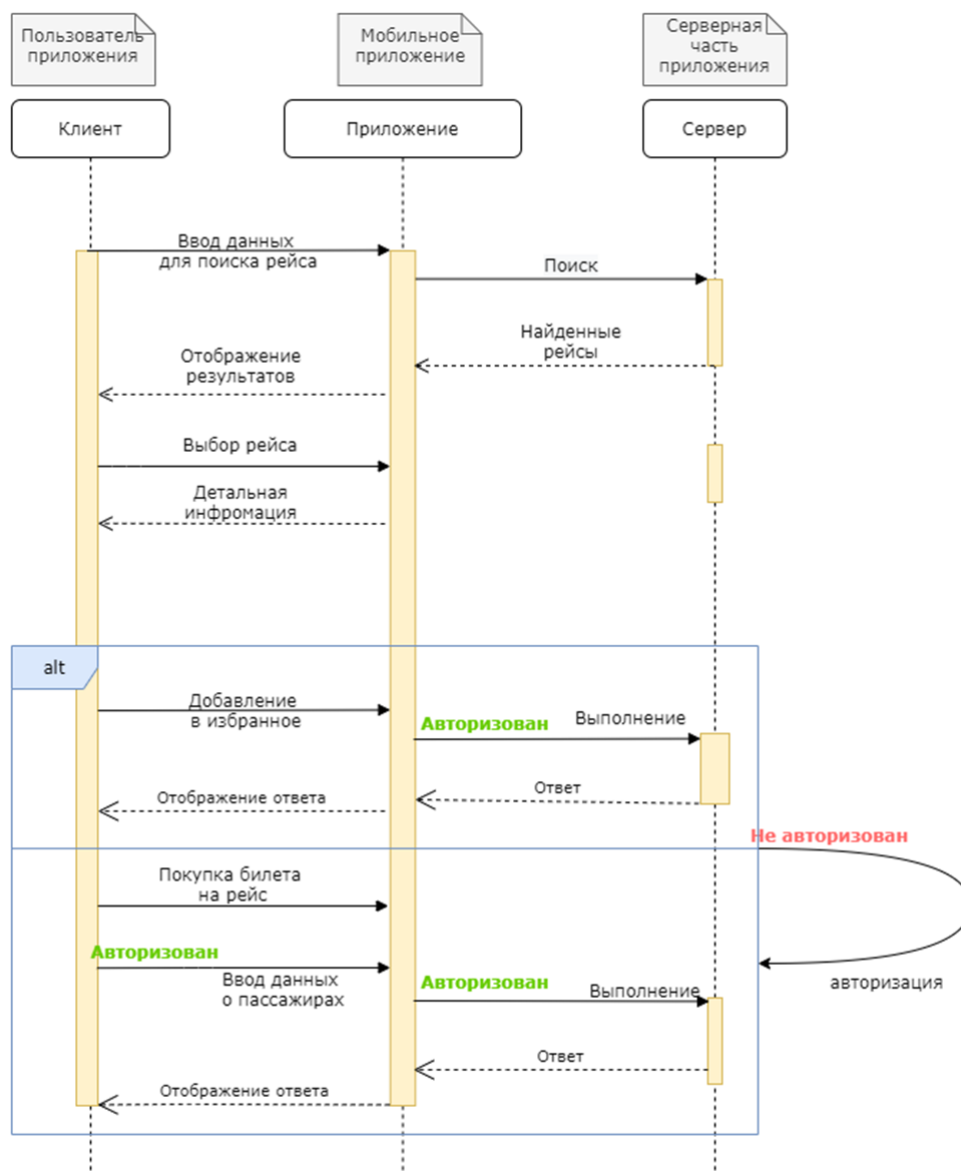 Пользователь
приложения
Мобильное
приложение
Серверная
часть
приложения
Клиент
Приложение
Сервер
Ввод данных
для поиска рейса
Поиск
Найденные
рейсы
Отображение
результатов
Выбор рейса
Детальная
инфромация
alt
Добавление
в избранное
Авторизован
Выполнение
Ответ
Отображение ответа
Не авторизован
Покупка билета
на рейс
Авторизован
Ввод данных
о пассажирах
Авторизован
Выполнение
авторизация
Ответ
Отображение ответа